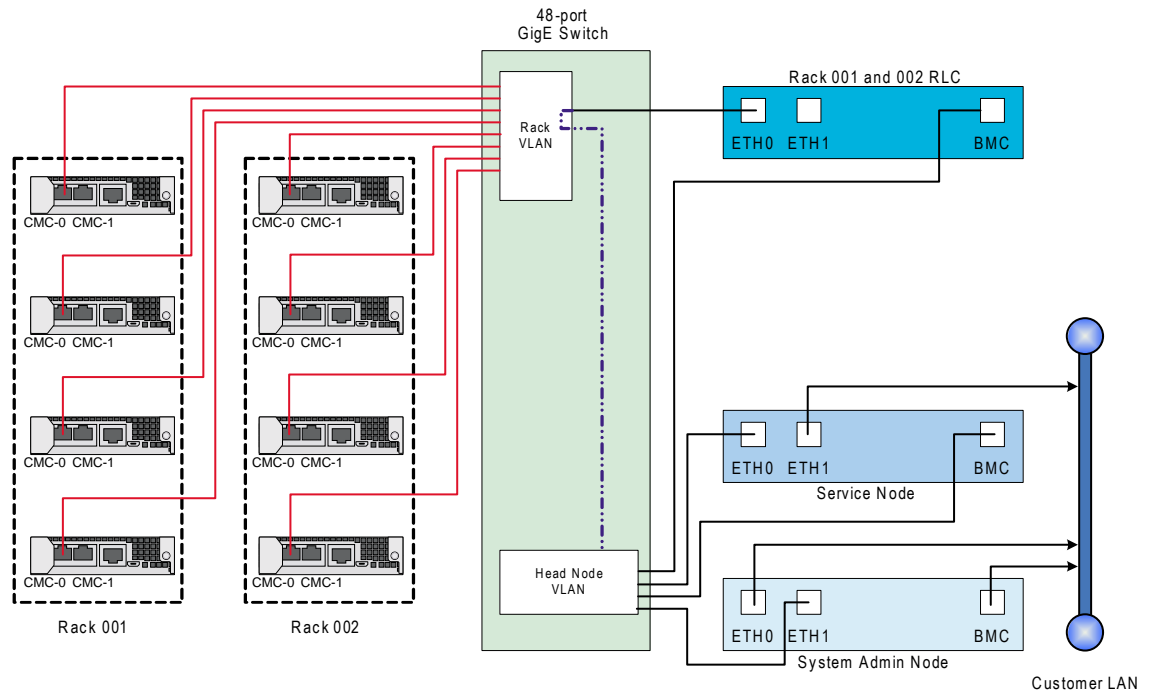 48-port
GigE Switch
Rack 001 and 002 RLC
Rack
VLAN
ETH0 ETH1 BMC
CMC-0 CMC-1
CMC-0 CMC-1
CMC-0 CMC-1
CMC-0 CMC-1
CMC-0 CMC-1
CMC-0 CMC-1
CMC-0 CMC-1
CMC-0 CMC-1
Rack 001
Rack 002
ETH0 ETH1 BMC
Service Node
Head Node
VLAN
ETH0 ETH1 BMC
System Admin Node
Customer LAN